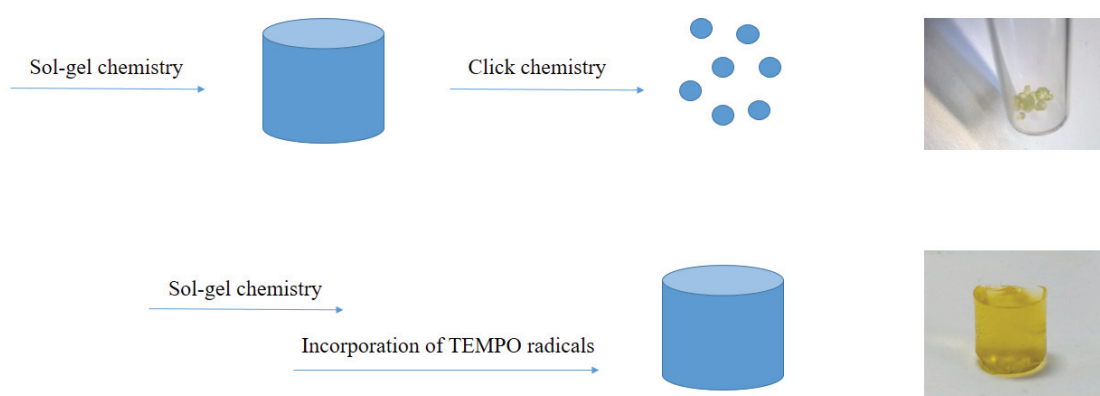 Sol-gel chemistry
Click chemistry
Sol-gel chemistry
Incorporation of TEMPO radicals